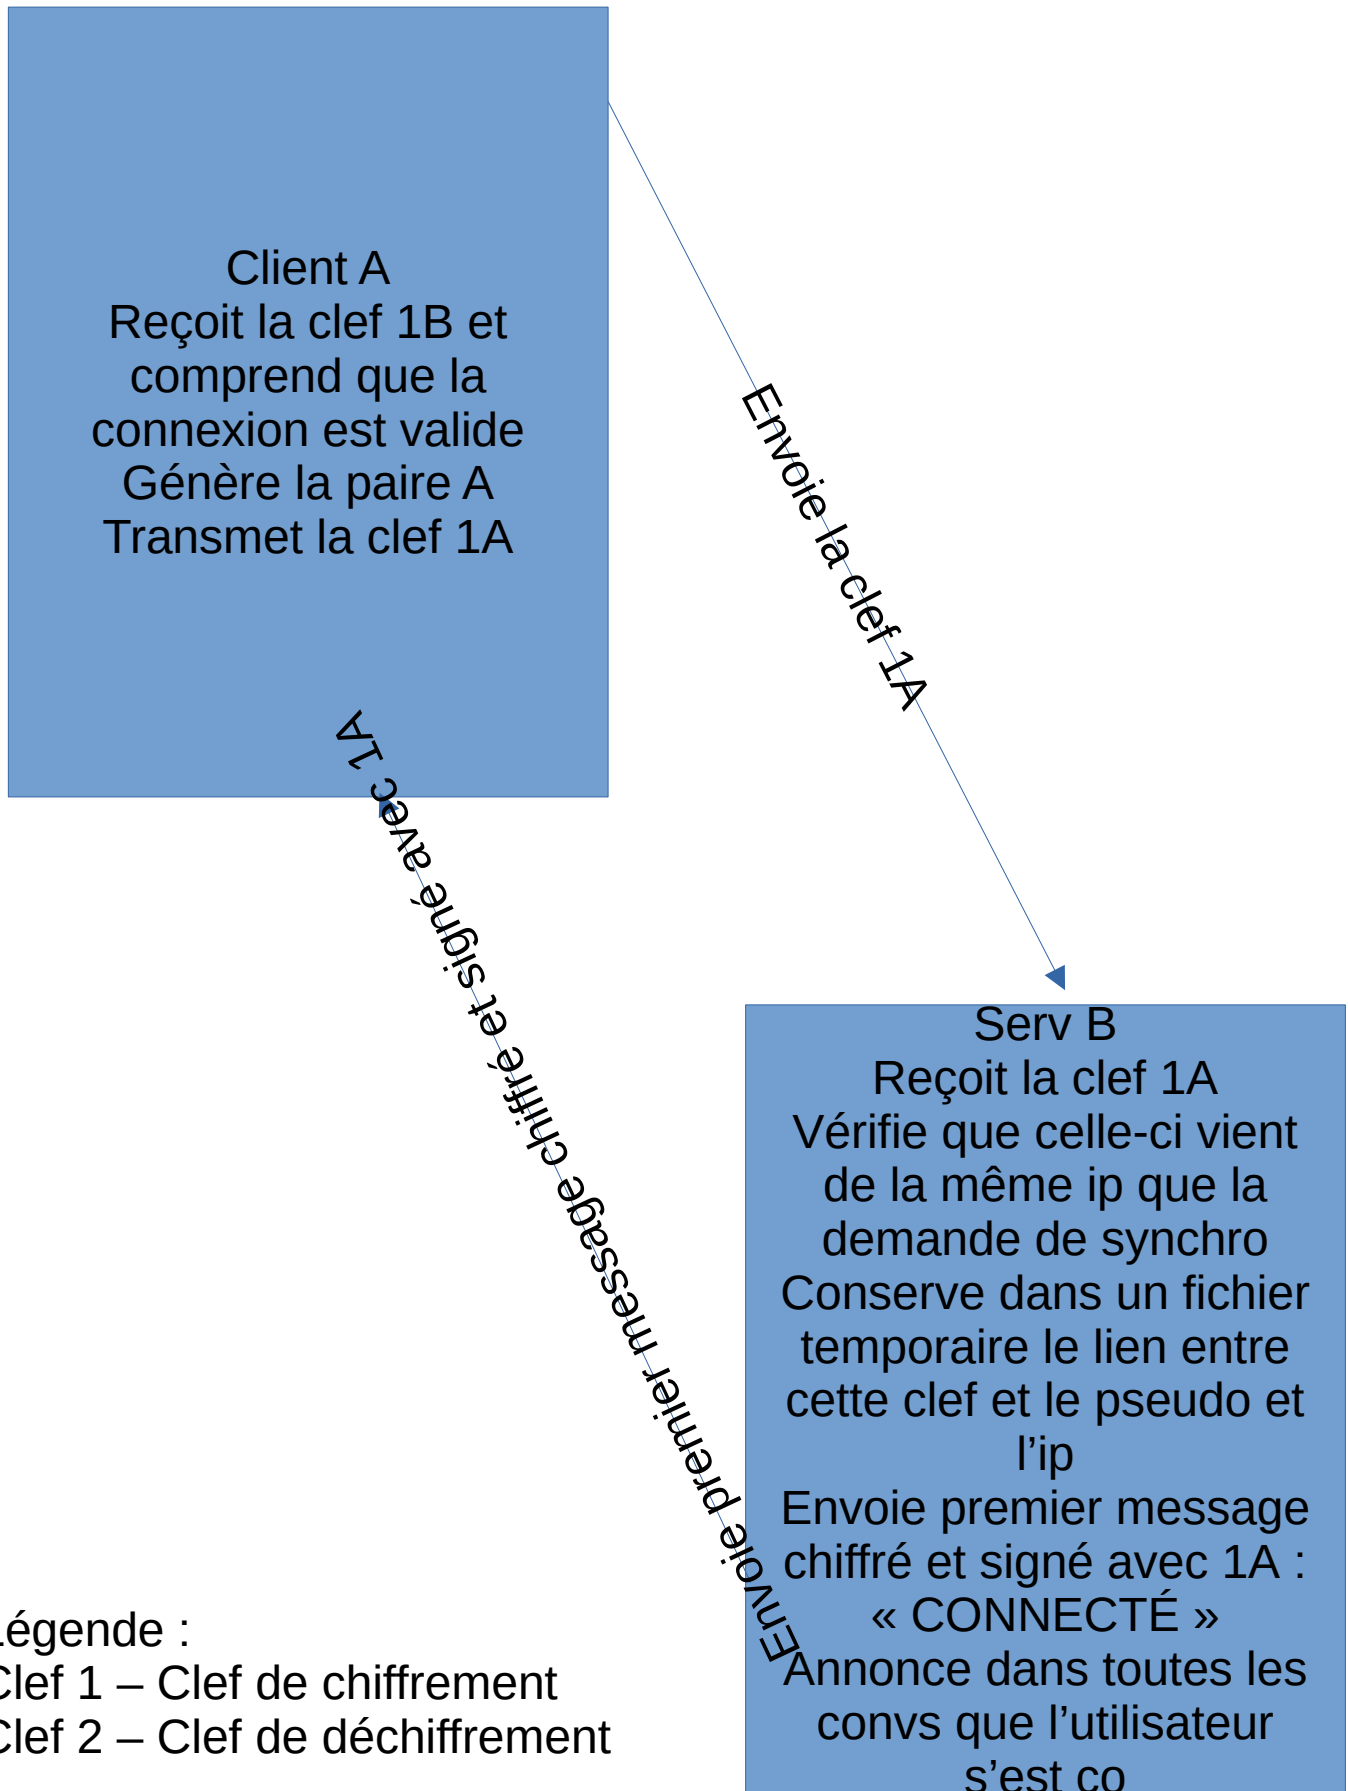 Client A
Reçoit la clef 1B et
comprend que la
connexion est valide
Génère la paire A
Transmet la clef 1A
Envoie la clef 1A
Envoie premier message chiffré et signé avec 1A
Serv B
Reçoit la clef 1A
Vérifie que celle-ci vient
de la même ip que la
demande de synchro
Conserve dans un fichier
temporaire le lien entre
cette clef et le pseudo et
l’ip
Envoie premier message
chiffré et signé avec 1A :
« CONNECTÉ »
Annonce dans toutes les
convs que l’utilisateur
s’est co
Légende :
Clef 1 – Clef de chiffrement
Clef 2 – Clef de déchiffrement